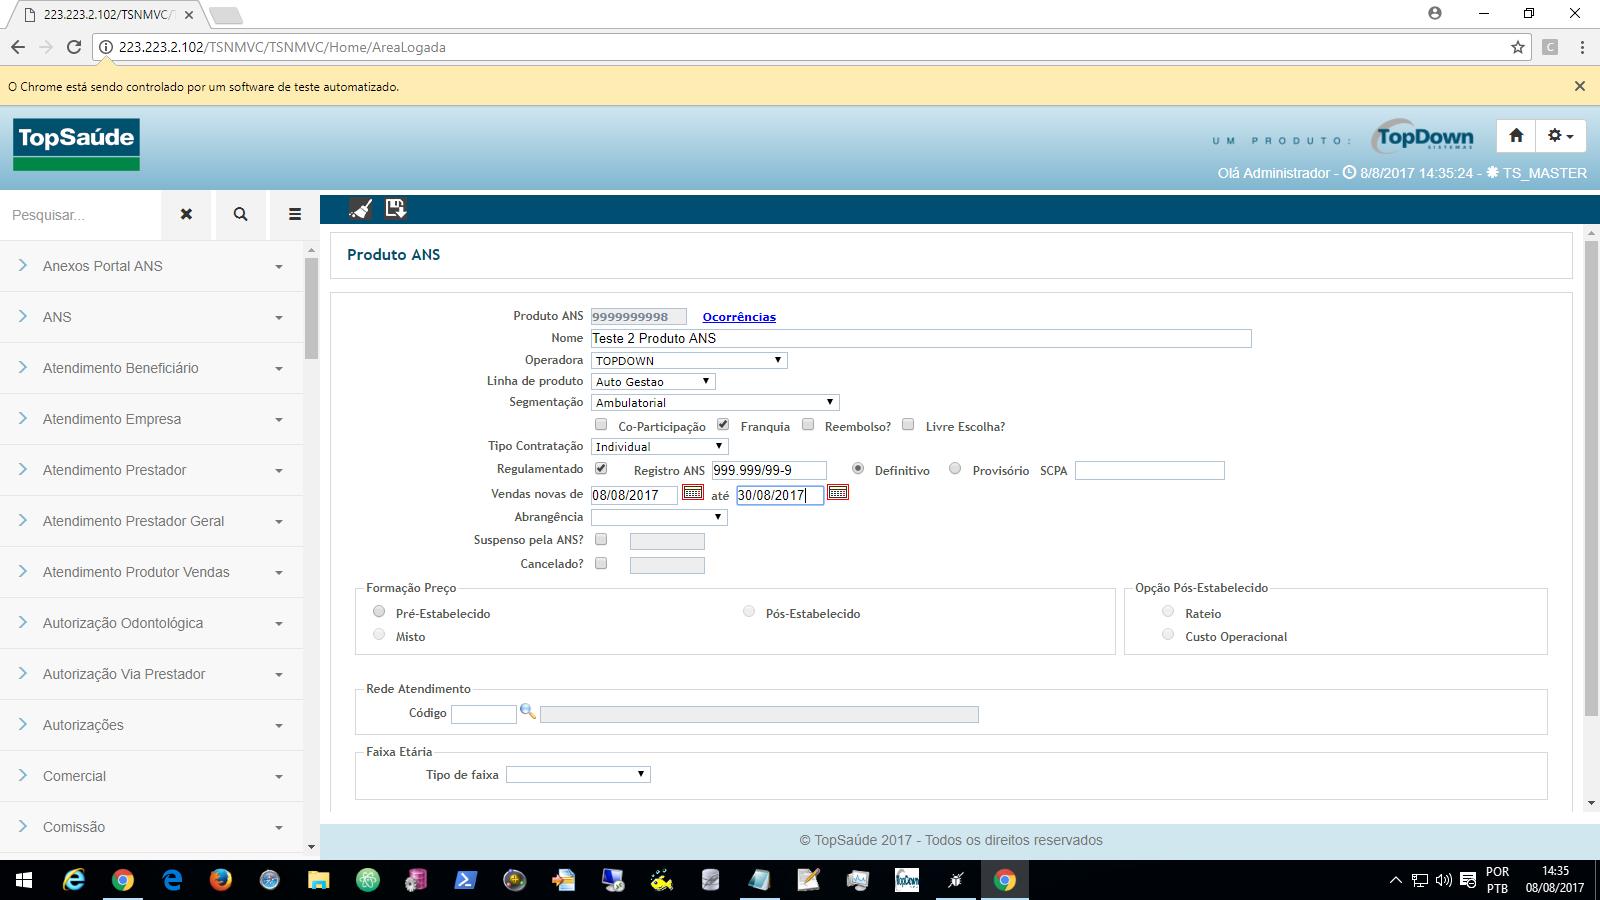 223.223.2.102/TSNMVC/
223.223.2.102/TSNMVC/TSNMVC/Home/AreaLogada
O Chrome está sendo controlado por um software de teste automatizado.
TopSaúde
UM PRODUTO:
TopDown
SISTEMAS
Olá Administrador - 8/8/2017 14:35:24 - TS_MASTER
Pesquisar...
Anexos Portal ANS
ANS
Atendimento Beneficiário
Atendimento Empresa
Atendimento Prestador
Atendimento Prestador Geral
Atendimento Produtor Vendas
Autorização Odontológica
Autorização Via Prestador
Autorizações
Comercial
Comissão
Produto ANS
Produto ANS 9999999998 Ocorrências
Nome Teste 2 Produto ANS
Operadora TOPDOWN
Linha de produto Auto Gestao
Segmentação Ambulatorial
Co-Participação Franquia Reembolso? Livre Escolha?
Tipo Contratação Individual
Regulamentado Registro ANS 999.999/99-9 Definitivo Provisório SCPA
Vendas novas de 08/08/2017 até 30/08/2017
Abrangência
Suspenso pela ANS?
Cancelado?
Formação Preço
Pré-Estabelecido Pós-Estabelecido
Misto
Opção Pós-Estabelecido
Rateio
Custo Operacional
Rede Atendimento
Código
Faixa Etária
Tipo de faixa
© TopSaúde 2017 - Todos os direitos reservados
TopDown
POR
PTB
14:35
08/08/2017